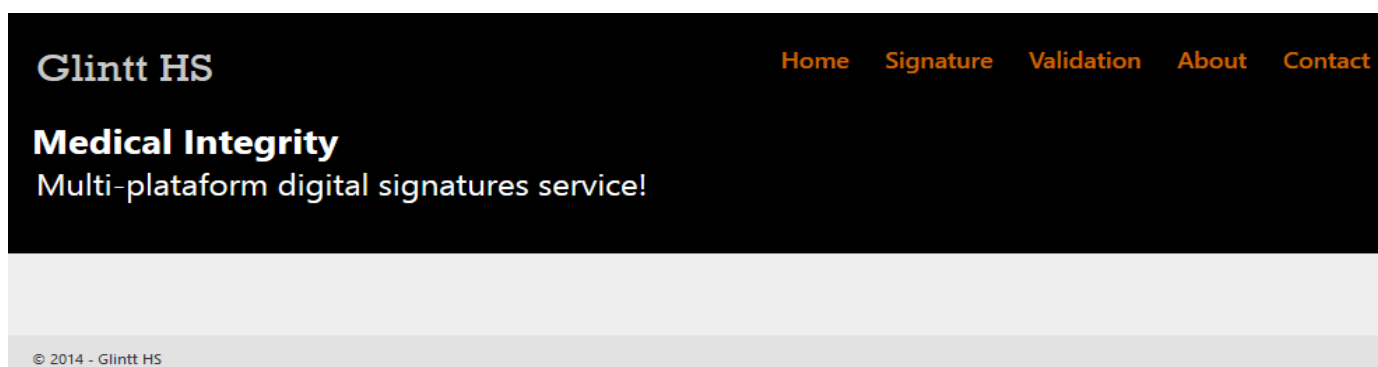 Glintt HS
Home Signature Validation About Contact
Medical Integrity
Multi-plataform digital signatures service!
© 2014 - Glintt HS